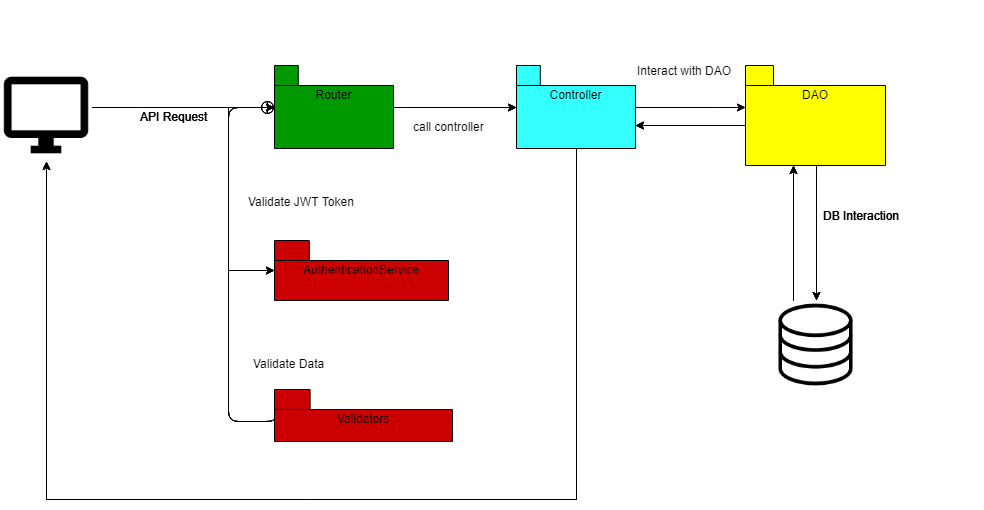 Interact with DAO
Router
Controller
DAO
API Request
call controller
Validate JWT Token
DB Interaction
AuthenticationService
Validate Data
Validators